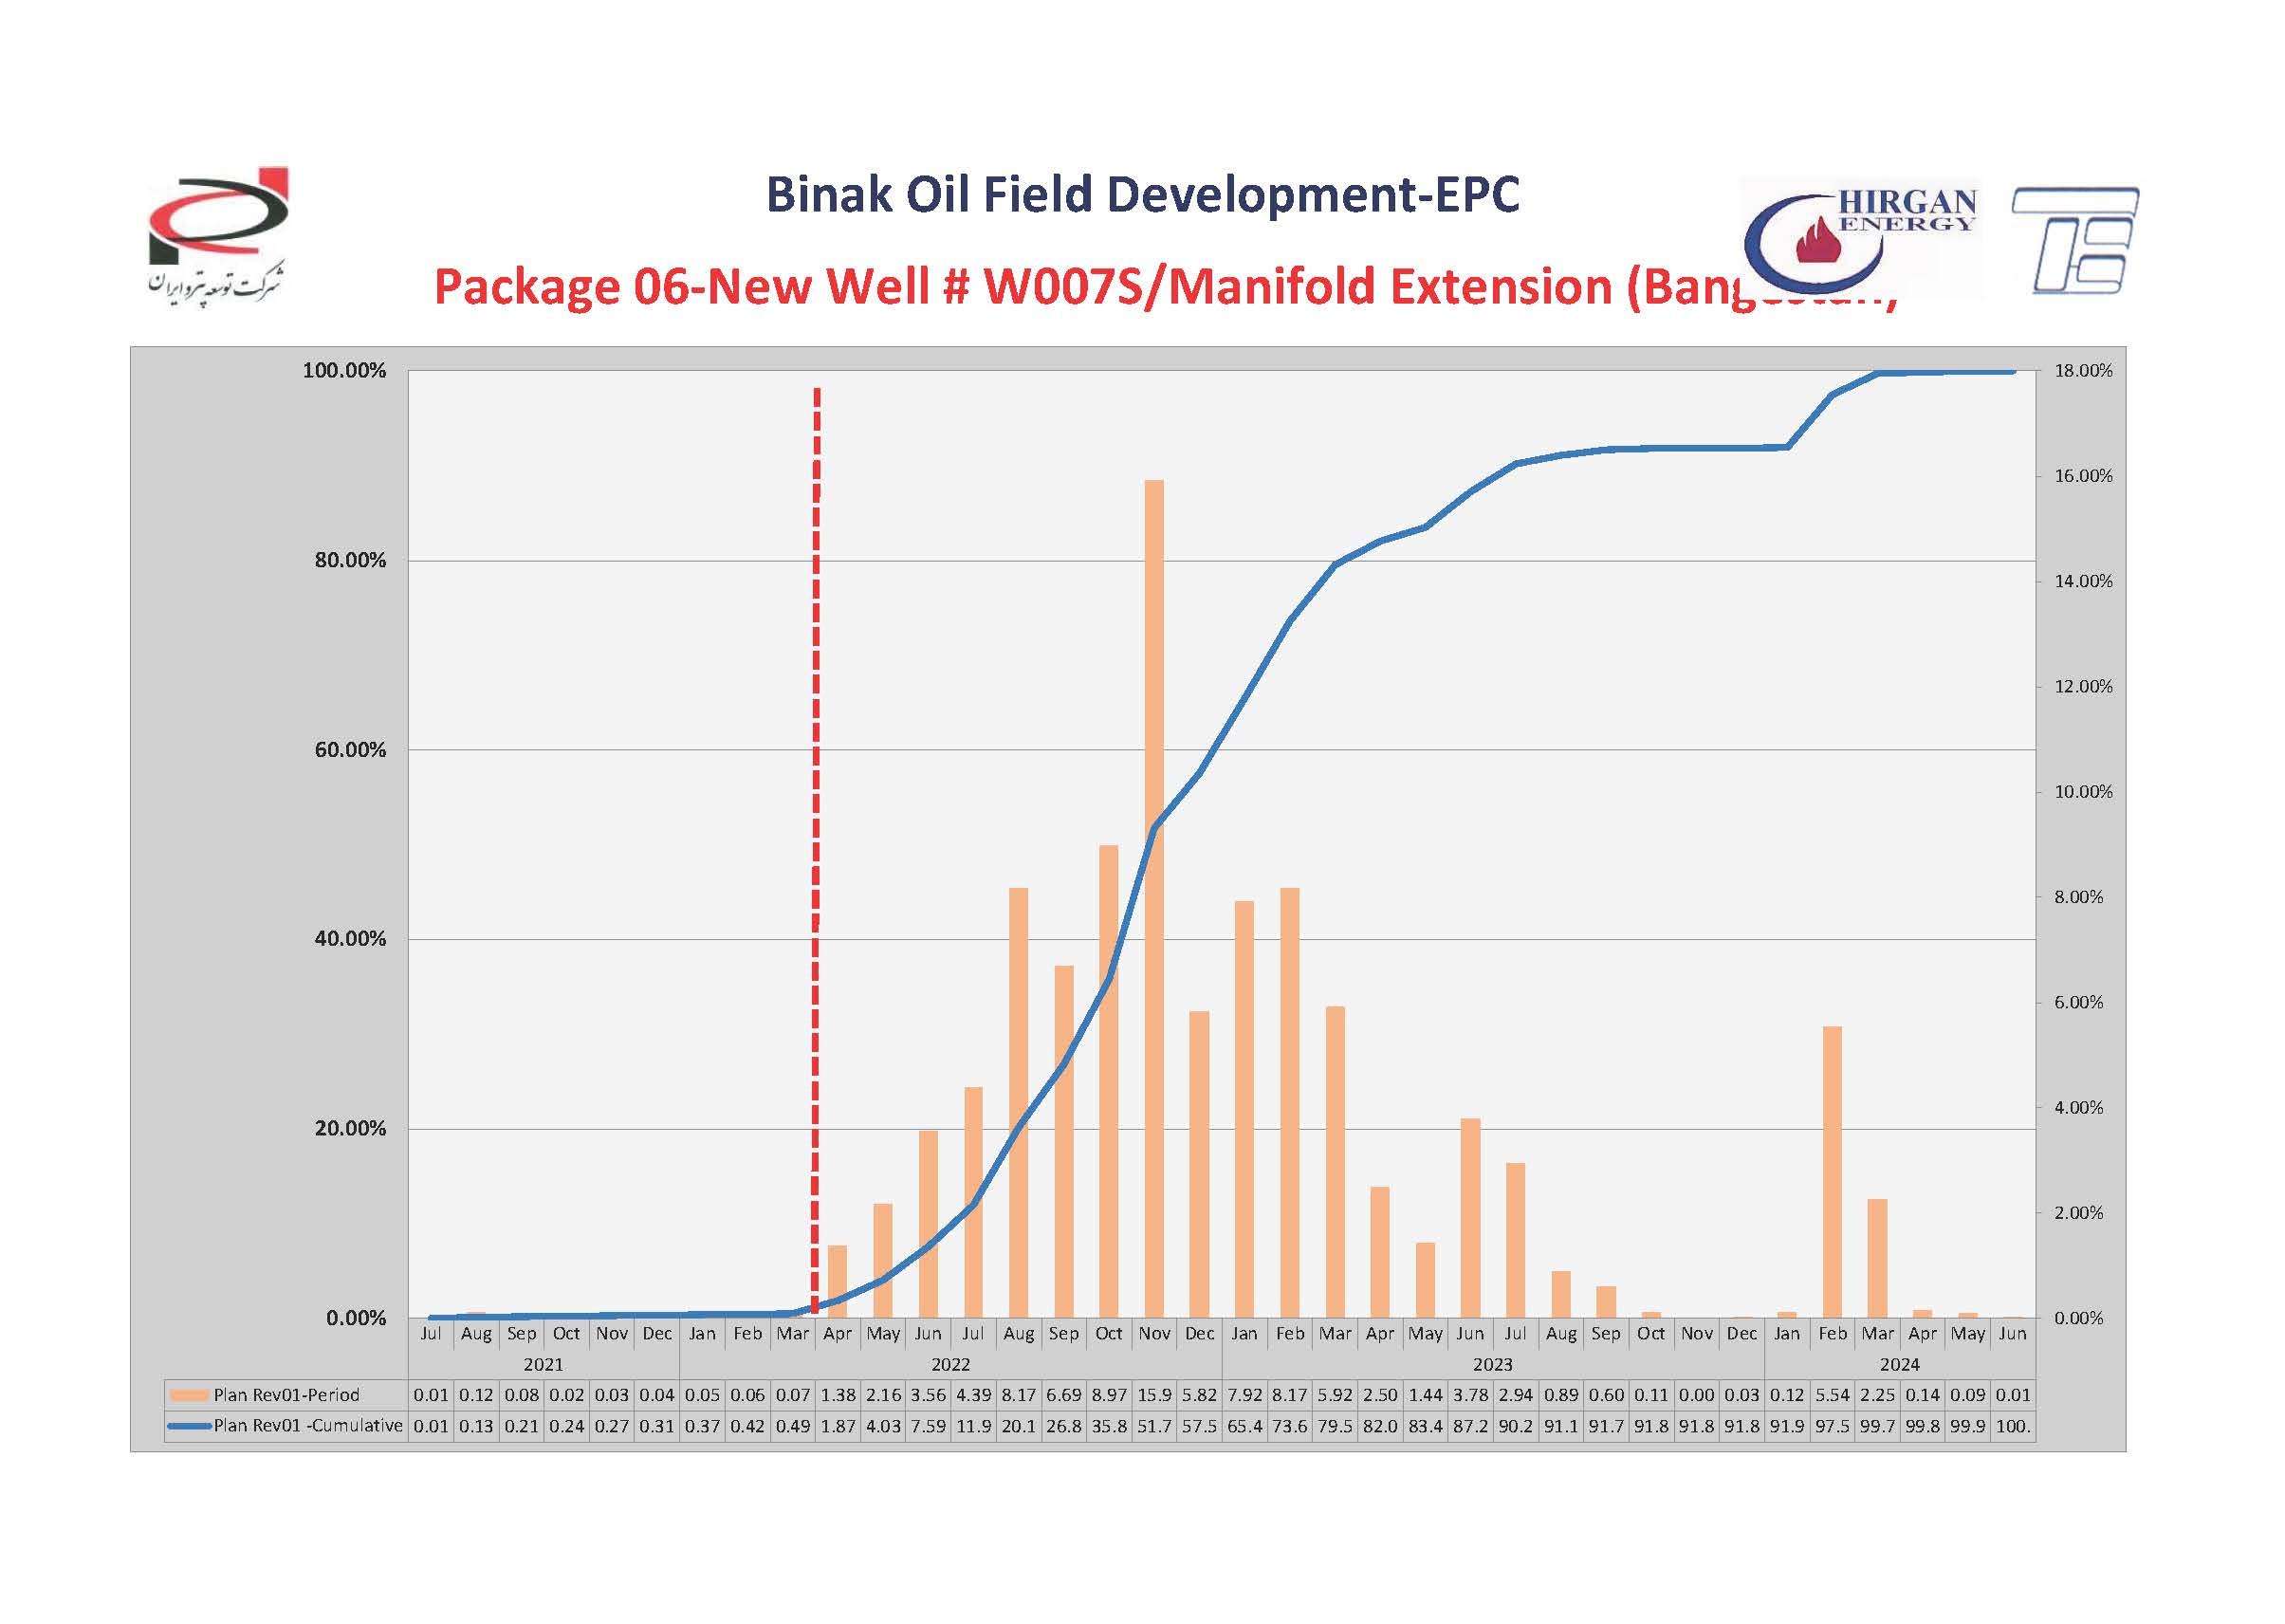 Binak Oil Field Development-EPC
HIRGAN
ENERGY
شرکت توسعه پترو ایران
Package 06-New Well # W007S/Manifold Extension
100.00%
80.00%
60.00%
40.00%
20.00%
0.00%
18.00%
16.00%
14.00%
12.00%
10.00%
8.00%
6.00%
4.00%
2.00%
0.00%
Jul Aug Sep Oct Nov Dec Jan Feb Mar Apr May Jun Jul Aug Sep Oct Nov Dec Jan Feb Mar Apr May Jun Jul Aug Sep Oct Nov Dec Jan Feb Mar Apr May Jun
2021 2022 2023 2024
Plan Rev01-Period 0.01 0.12 0.08 0.02 0.03 0.04 0.05 0.06 0.07 1.38 2.16 3.56 4.39 8.17 6.69 8.97 15.9 5.82 7.92 8.17 5.92 2.50 1.44 3.78 2.94 0.89 0.60 0.11 0.00 0.03 0.12 5.54 2.25 0.14 0.09 0.01
Plan Rev01 -Cumulative 0.01 0.13 0.21 0.24 0.27 0.31 0.37 0.42 0.49 1.87 4.03 7.59 11.9 20.1 26.8 35.8 51.7 57.5 65.4 73.6 79.5 82.0 83.4 87.2 90.2 91.1 91.7 91.8 91.8 91.8 91.9 97.5 99.7 99.8 99.9 100.